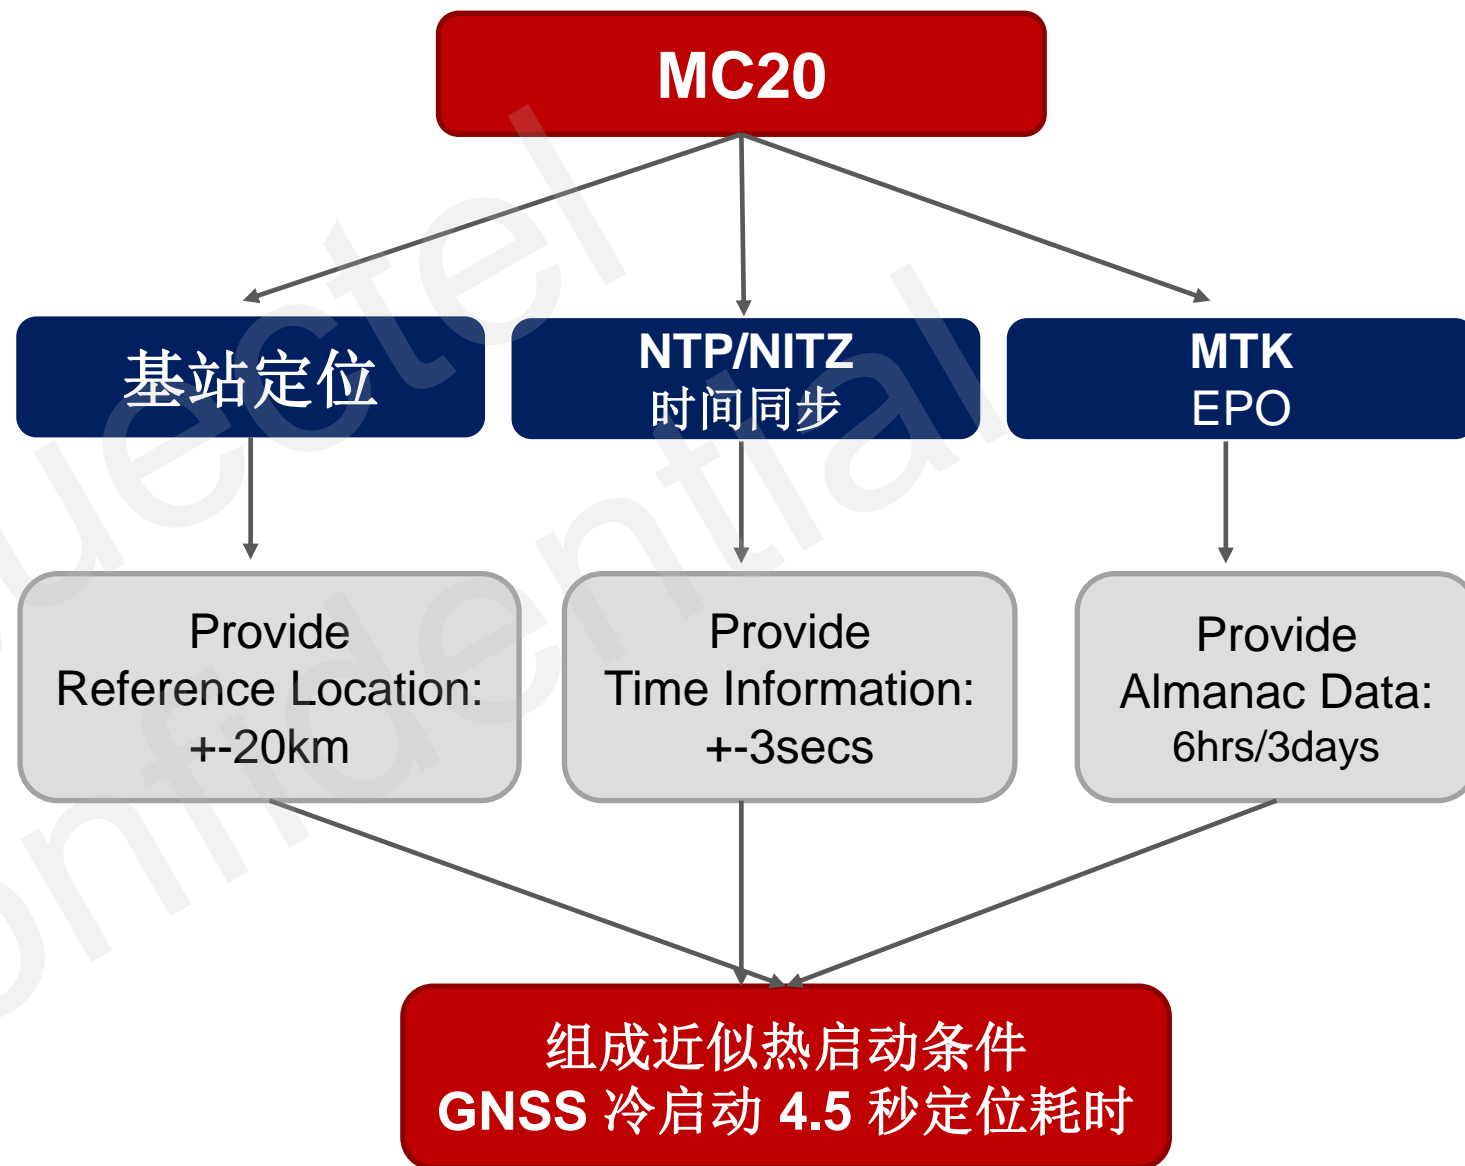 MC20
基站定位
NTP/NITZ
时间同步
MTK
EPO
Provide
Reference Location:
+-20km
Provide
Time Information:
+-3secs
Provide
Almanac Data:
6hrs/3days
组成近似热启动条件
GNSS 冷启动 4.5 秒定位耗时
uectel
onfidential